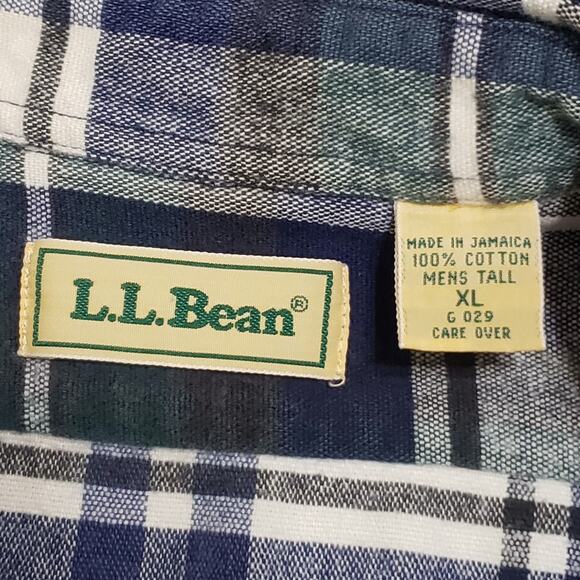 L.L.Bean®
MADE IN JAMAICA
100% COTTON
MENS TALL
XL
G 029
CARE OVER